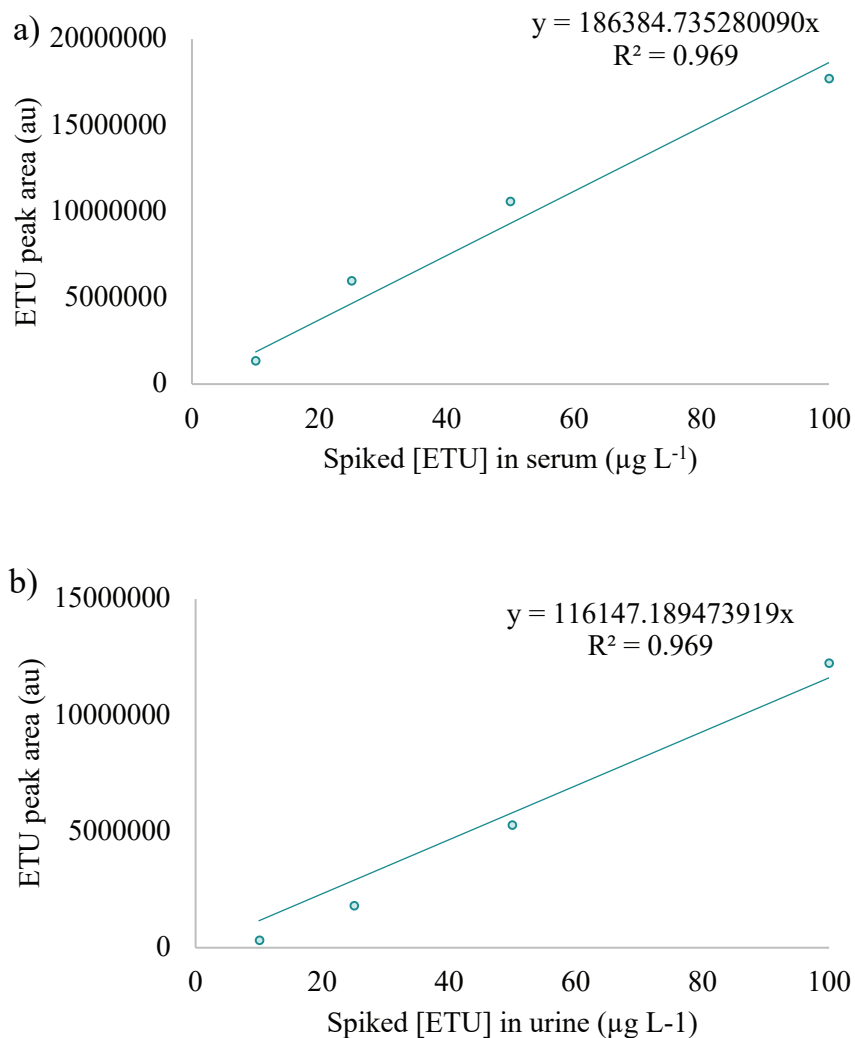 a)
y = 186384.735280090x
R² = 0.969
ETU peak area (au)
20000000
15000000
10000000
5000000
0
0 20 40 60 80 100
Spiked [ETU] in serum (µg L⁻¹)
b)
y = 116147.189473919x
R² = 0.969
ETU peak area (au)
15000000
10000000
5000000
0
0 20 40 60 80 100
Spiked [ETU] in urine (µg L-1)